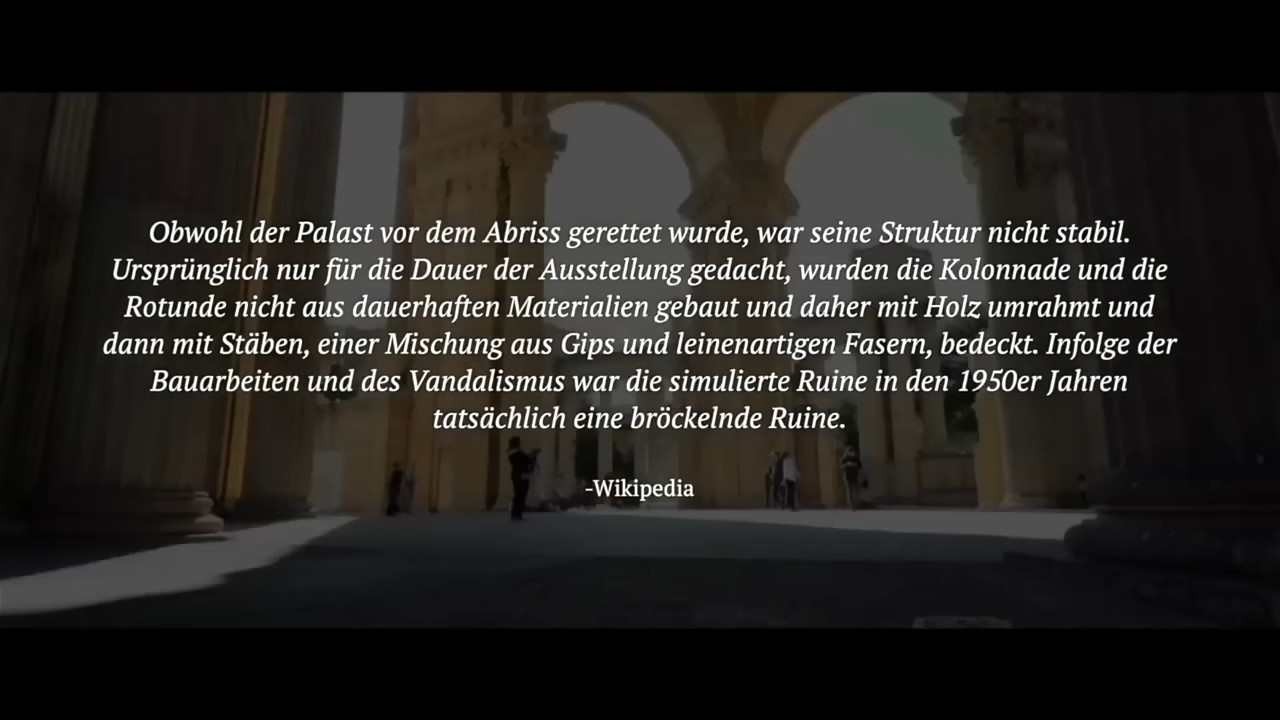 Obwohl der Palast vor dem Abriss gerettet wurde, war seine Struktur nicht stabil.
Ursprünglich nur für die Dauer der Ausstellung gedacht, wurden die Kolonnade und die
Rotunde nicht aus dauerhaften Materialien gebaut und daher mit Holz umrahmt und
dann mit Stäben, einer Mischung aus Gips und leinenartigen Fasern, bedeckt. Infolge der
Bauarbeiten und des Vandalismus war die simulierte Ruine in den 1950er Jahren
tatsächlich eine bröckelnde Ruine.
-Wikipedia